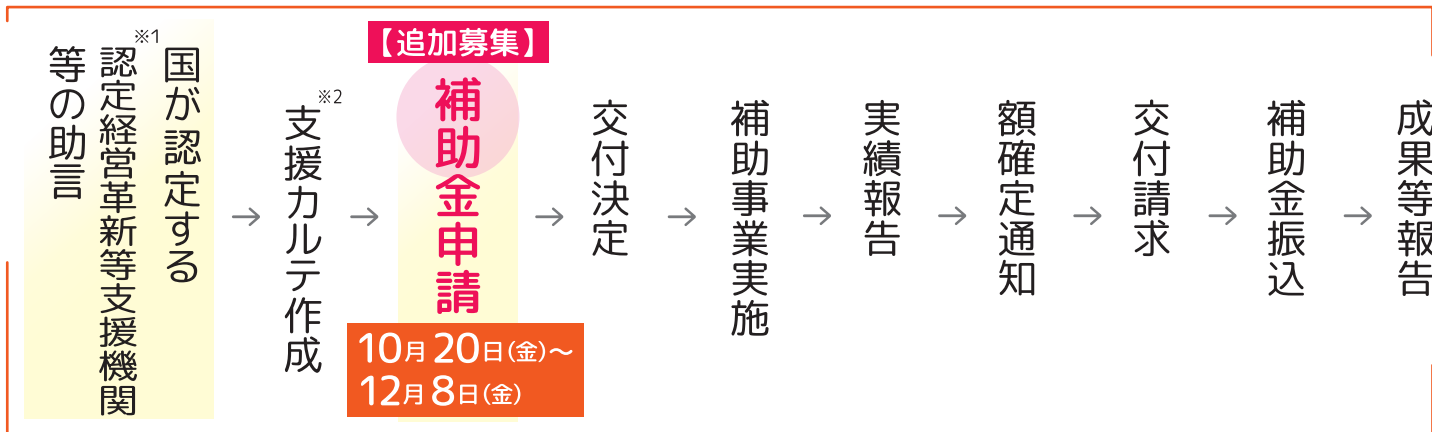 国が認定する
認定経営革新等支援機関※1
等の助言
→
支援カルテ作成※2
→
【追加募集】
補助金申請
10月20日(金)～
12月8日(金)
→
交付決定
→
補助事業実施
→
実績報告
→
額確定通知
→
交付請求
→
補助金振込
→
成果等報告